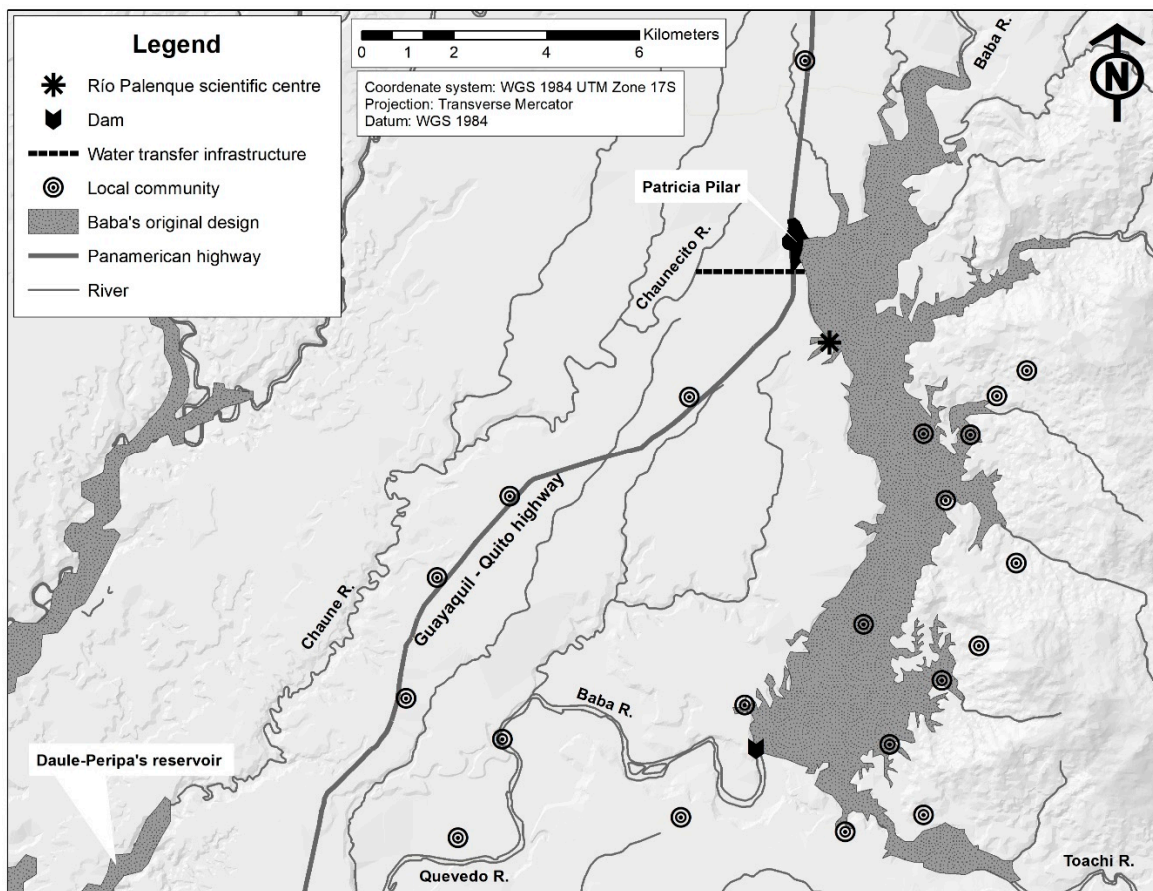 Legend
Río Palenque scientific centre
Dam
Water transfer infrastructure
Local community
Baba's original design
Panamerican highway
River
0 1 2 4 6 Kilometers
Coordinate system: WGS 1984 UTM Zone 17S
Projection: Transverse Mercator
Datum: WGS 1984
Baba R.
N
Patricia Pilar
Chaunecito R.
Guayaquil - Quito highway
Chaune R.
Baba R.
Daule-Peripa's reservoir
Quevedo R.
Toachi R.